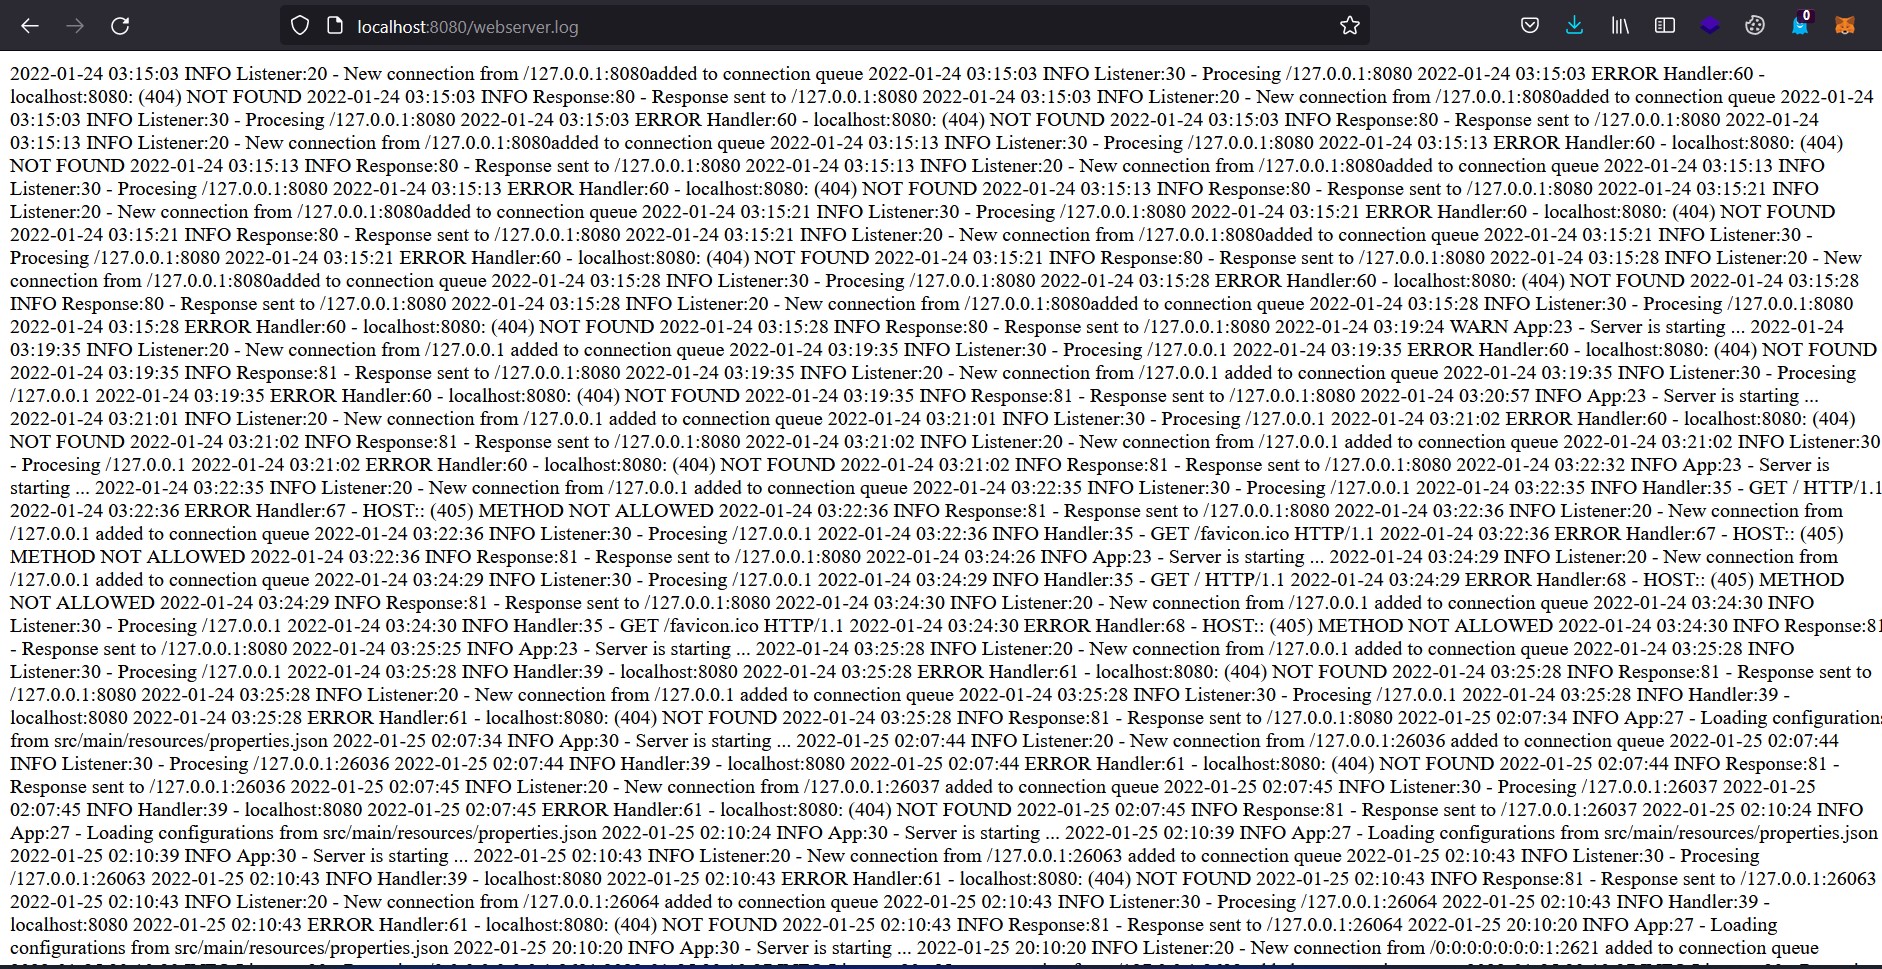 localhost:8080/webserver.log
0
2022-01-24 03:15:03 INFO Listener:20 - New connection from /127.0.0.1:8080added to connection queue 2022-01-24 03:15:03 INFO Listener:30 - Procesing /127.0.0.1:8080 2022-01-24 03:15:03 ERROR Handler:60 -
localhost:8080: (404) NOT FOUND 2022-01-24 03:15:03 INFO Response:80 - Response sent to /127.0.0.1:8080 2022-01-24 03:15:03 INFO Listener:20 - New connection from /127.0.0.1:8080added to connection queue 2022-01-24
03:15:03 INFO Listener:30 - Procesing /127.0.0.1:8080 2022-01-24 03:15:03 ERROR Handler:60 - localhost:8080: (404) NOT FOUND 2022-01-24 03:15:03 INFO Response:80 - Response sent to /127.0.0.1:8080 2022-01-24
03:15:13 INFO Listener:20 - New connection from /127.0.0.1:8080added to connection queue 2022-01-24 03:15:13 INFO Listener:30 - Procesing /127.0.0.1:8080 2022-01-24 03:15:13 ERROR Handler:60 - localhost:8080: (404)
NOT FOUND 2022-01-24 03:15:13 INFO Response:80 - Response sent to /127.0.0.1:8080 2022-01-24 03:15:13 INFO Listener:20 - New connection from /127.0.0.1:8080added to connection queue 2022-01-24 03:15:13 INFO
Listener:30 - Procesing /127.0.0.1:8080 2022-01-24 03:15:13 ERROR Handler:60 - localhost:8080: (404) NOT FOUND 2022-01-24 03:15:13 INFO Response:80 - Response sent to /127.0.0.1:8080 2022-01-24 03:15:21 INFO
Listener:20 - New connection from /127.0.0.1:8080added to connection queue 2022-01-24 03:15:21 INFO Listener:30 - Procesing /127.0.0.1:8080 2022-01-24 03:15:21 ERROR Handler:60 - localhost:8080: (404) NOT FOUND
2022-01-24 03:15:21 INFO Response:80 - Response sent to /127.0.0.1:8080 2022-01-24 03:15:21 INFO Listener:20 - New connection from /127.0.0.1:8080added to connection queue 2022-01-24 03:15:21 INFO Listener:30 -
Procesing /127.0.0.1:8080 2022-01-24 03:15:21 ERROR Handler:60 - localhost:8080: (404) NOT FOUND 2022-01-24 03:15:21 INFO Response:80 - Response sent to /127.0.0.1:8080 2022-01-24 03:15:28 INFO Listener:20 - New
connection from /127.0.0.1:8080added to connection queue 2022-01-24 03:15:28 INFO Listener:30 - Procesing /127.0.0.1:8080 2022-01-24 03:15:28 ERROR Handler:60 - localhost:8080: (404) NOT FOUND 2022-01-24 03:15:28
INFO Response:80 - Response sent to /127.0.0.1:8080 2022-01-24 03:15:28 INFO Listener:20 - New connection from /127.0.0.1:8080added to connection queue 2022-01-24 03:15:28 INFO Listener:30 - Procesing /127.0.0.1:8080
2022-01-24 03:15:28 ERROR Handler:60 - localhost:8080: (404) NOT FOUND 2022-01-24 03:15:28 INFO Response:80 - Response sent to /127.0.0.1:8080 2022-01-24 03:19:24 WARN App:23 - Server is starting ... 2022-01-24
03:19:35 INFO Listener:20 - New connection from /127.0.0.1 added to connection queue 2022-01-24 03:19:35 INFO Listener:30 - Procesing /127.0.0.1 2022-01-24 03:19:35 ERROR Handler:60 - localhost:8080: (404) NOT FOUND
2022-01-24 03:19:35 INFO Response:81 - Response sent to /127.0.0.1:8080 2022-01-24 03:19:35 INFO Listener:20 - New connection from /127.0.0.1 added to connection queue 2022-01-24 03:19:35 INFO Listener:30 - Procesing
/127.0.0.1 2022-01-24 03:19:35 ERROR Handler:60 - localhost:8080: (404) NOT FOUND 2022-01-24 03:19:35 INFO Response:81 - Response sent to /127.0.0.1:8080 2022-01-24 03:20:57 INFO App:23 - Server is starting ...
2022-01-24 03:21:01 INFO Listener:20 - New connection from /127.0.0.1 added to connection queue 2022-01-24 03:21:01 INFO Listener:30 - Procesing /127.0.0.1 2022-01-24 03:21:02 ERROR Handler:60 - localhost:8080: (404)
NOT FOUND 2022-01-24 03:21:02 INFO Response:81 - Response sent to /127.0.0.1:8080 2022-01-24 03:21:02 INFO Listener:20 - New connection from /127.0.0.1 added to connection queue 2022-01-24 03:21:02 INFO Listener:30
- Procesing /127.0.0.1 2022-01-24 03:21:02 ERROR Handler:60 - localhost:8080: (404) NOT FOUND 2022-01-24 03:21:02 INFO Response:81 - Response sent to /127.0.0.1:8080 2022-01-24 03:22:32 INFO App:23 - Server is
starting ... 2022-01-24 03:22:35 INFO Listener:20 - New connection from /127.0.0.1 added to connection queue 2022-01-24 03:22:35 INFO Listener:30 - Procesing /127.0.0.1 2022-01-24 03:22:35 INFO Handler:35 - GET / HTTP/1.1
2022-01-24 03:22:36 ERROR Handler:67 - HOST:: (405) METHOD NOT ALLOWED 2022-01-24 03:22:36 INFO Response:81 - Response sent to /127.0.0.1:8080 2022-01-24 03:22:36 INFO Listener:20 - New connection from
/127.0.0.1 added to connection queue 2022-01-24 03:22:36 INFO Listener:30 - Procesing /127.0.0.1 2022-01-24 03:22:36 INFO Handler:35 - GET /favicon.ico HTTP/1.1 2022-01-24 03:22:36 ERROR Handler:67 - HOST:: (405)
METHOD NOT ALLOWED 2022-01-24 03:22:36 INFO Response:81 - Response sent to /127.0.0.1:8080 2022-01-24 03:24:26 INFO App:23 - Server is starting ... 2022-01-24 03:24:29 INFO Listener:20 - New connection from
/127.0.0.1 added to connection queue 2022-01-24 03:24:29 INFO Listener:30 - Procesing /127.0.0.1 2022-01-24 03:24:29 INFO Handler:35 - GET / HTTP/1.1 2022-01-24 03:24:29 ERROR Handler:68 - HOST:: (405) METHOD
NOT ALLOWED 2022-01-24 03:24:29 INFO Response:81 - Response sent to /127.0.0.1:8080 2022-01-24 03:24:30 INFO Listener:20 - New connection from /127.0.0.1 added to connection queue 2022-01-24 03:24:30 INFO
Listener:30 - Procesing /127.0.0.1 2022-01-24 03:24:30 INFO Handler:35 - GET /favicon.ico HTTP/1.1 2022-01-24 03:24:30 ERROR Handler:68 - HOST:: (405) METHOD NOT ALLOWED 2022-01-24 03:24:30 INFO Response:81
- Response sent to /127.0.0.1:8080 2022-01-24 03:25:25 INFO App:23 - Server is starting ... 2022-01-24 03:25:28 INFO Listener:20 - New connection from /127.0.0.1 added to connection queue 2022-01-24 03:25:28 INFO
Listener:30 - Procesing /127.0.0.1 2022-01-24 03:25:28 INFO Handler:39 - localhost:8080 2022-01-24 03:25:28 ERROR Handler:61 - localhost:8080: (404) NOT FOUND 2022-01-24 03:25:28 INFO Response:81 - Response sent to
/127.0.0.1:8080 2022-01-24 03:25:28 INFO Listener:20 - New connection from /127.0.0.1 added to connection queue 2022-01-24 03:25:28 INFO Listener:30 - Procesing /127.0.0.1 2022-01-24 03:25:28 INFO Handler:39 -
localhost:8080 2022-01-24 03:25:28 ERROR Handler:61 - localhost:8080: (404) NOT FOUND 2022-01-24 03:25:28 INFO Response:81 - Response sent to /127.0.0.1:8080 2022-01-25 02:07:34 INFO App:27 - Loading configurations
from src/main/resources/properties.json 2022-01-25 02:07:34 INFO App:30 - Server is starting ... 2022-01-25 02:07:44 INFO Listener:20 - New connection from /127.0.0.1:26036 added to connection queue 2022-01-25 02:07:44
INFO Listener:30 - Procesing /127.0.0.1:26036 2022-01-25 02:07:44 INFO Handler:39 - localhost:8080 2022-01-25 02:07:44 ERROR Handler:61 - localhost:8080: (404) NOT FOUND 2022-01-25 02:07:44 INFO Response:81 -
Response sent to /127.0.0.1:26036 2022-01-25 02:07:45 INFO Listener:20 - New connection from /127.0.0.1:26037 added to connection queue 2022-01-25 02:07:45 INFO Listener:30 - Procesing /127.0.0.1:26037 2022-01-25
02:07:45 INFO Handler:39 - localhost:8080 2022-01-25 02:07:45 ERROR Handler:61 - localhost:8080: (404) NOT FOUND 2022-01-25 02:07:45 INFO Response:81 - Response sent to /127.0.0.1:26037 2022-01-25 02:10:24 INFO
App:27 - Loading configurations from src/main/resources/properties.json 2022-01-25 02:10:24 INFO App:30 - Server is starting ... 2022-01-25 02:10:39 INFO App:27 - Loading configurations from src/main/resources/properties.json
2022-01-25 02:10:39 INFO App:30 - Server is starting ... 2022-01-25 02:10:43 INFO Listener:20 - New connection from /127.0.0.1:26063 added to connection queue 2022-01-25 02:10:43 INFO Listener:30 - Procesing
/127.0.0.1:26063 2022-01-25 02:10:43 INFO Handler:39 - localhost:8080 2022-01-25 02:10:43 ERROR Handler:61 - localhost:8080: (404) NOT FOUND 2022-01-25 02:10:43 INFO Response:81 - Response sent to /127.0.0.1:26063
2022-01-25 02:10:43 INFO Listener:20 - New connection from /127.0.0.1:26064 added to connection queue 2022-01-25 02:10:43 INFO Listener:30 - Procesing /127.0.0.1:26064 2022-01-25 02:10:43 INFO Handler:39 -
localhost:8080 2022-01-25 02:10:43 ERROR Handler:61 - localhost:8080: (404) NOT FOUND 2022-01-25 02:10:43 INFO Response:81 - Response sent to /127.0.0.1:26064 2022-01-25 20:10:20 INFO App:27 - Loading
configurations from src/main/resources/properties.json 2022-01-25 20:10:20 INFO App:30 - Server is starting ... 2022-01-25 20:10:20 INFO Listener:20 - New connection from /0:0:0:0:0:0:0:1:2621 added to connection queue